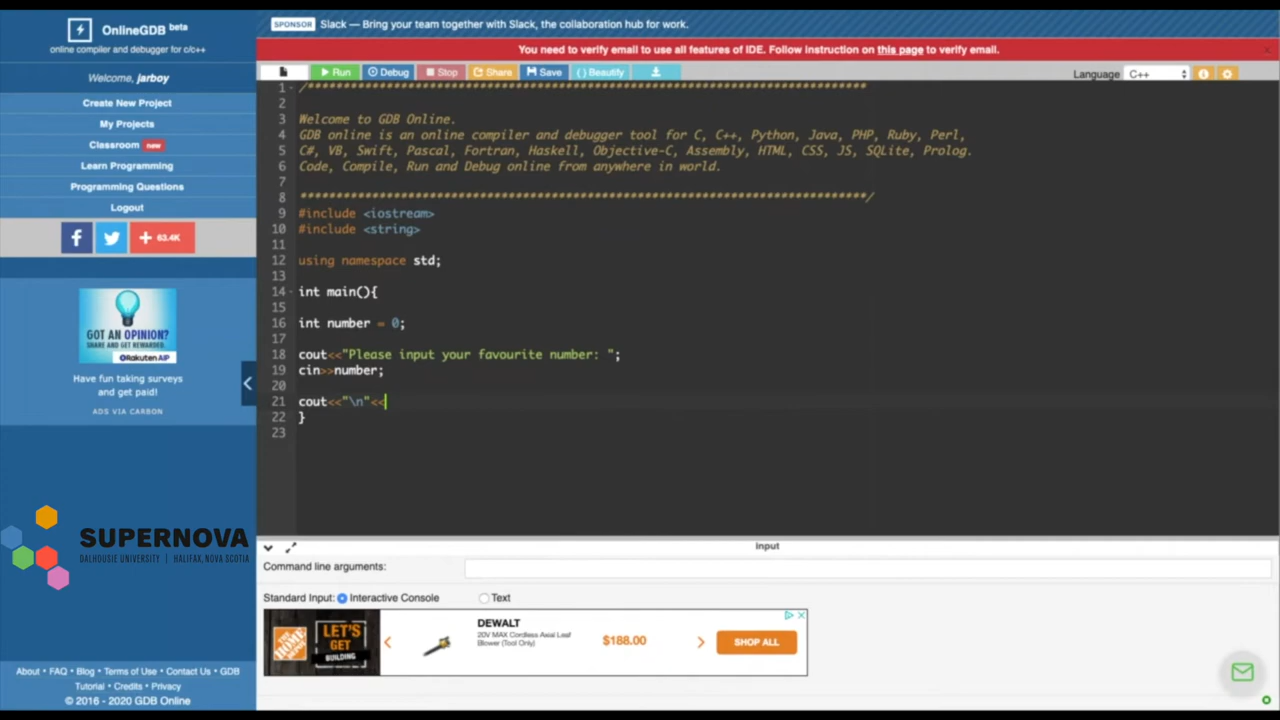 OnlineGDB beta
online compiler and debugger for c/c++
Welcome, jarboy
Create New Project
My Projects
Classroom new
Learn Programming
Programming Questions
Logout
f
+ 63.4K
GOT AN OPINION?
SHARE AND GET REWARDED.
Rakuten AIP
Have fun taking surveys
and get paid!
ADS VIA CARBON
SUPERNOVA
DALHOUSIE UNIVERSITY | HALIFAX, NOVA SCOTIA
About • FAQ • Blog • Terms of Use • Contact Us • GDB
Tutorial • Credits • Privacy
© 2016 - 2020 GDB Online
SPONSOR Slack — Bring your team together with Slack, the collaboration hub for work.
You need to verify email to use all features of IDE. Follow instruction on this page to verify email.
Run Debug Stop Share Save { } Beautify
Language C++
1 /******************************************************************************
2
3 Welcome to GDB Online.
4 GDB online is an online compiler and debugger tool for C, C++, Python, Java, PHP, Ruby, Perl,
5 C#, VB, Swift, Pascal, Fortran, Haskell, Objective-C, Assembly, HTML, CSS, JS, SQLite, Prolog.
6 Code, Compile, Run and Debug online from anywhere in world.
7
8 *******************************************************************************/
9 #include <iostream>
10 #include <string>
11
12 using namespace std;
13
14 int main(){
15
16 int number = 0;
17
18 cout<<"Please input your favourite number: ";
19 cin>>number;
20
21 cout<<"\n"<<
22 }
23
input
Command line arguments:
Standard Input: Interactive Console Text
THE HOME DEPOT
LET'S
GET
BUILDING
DEWALT
20V MAX Cordless Axial Leaf
Blower (Tool Only)
$188.00
SHOP ALL